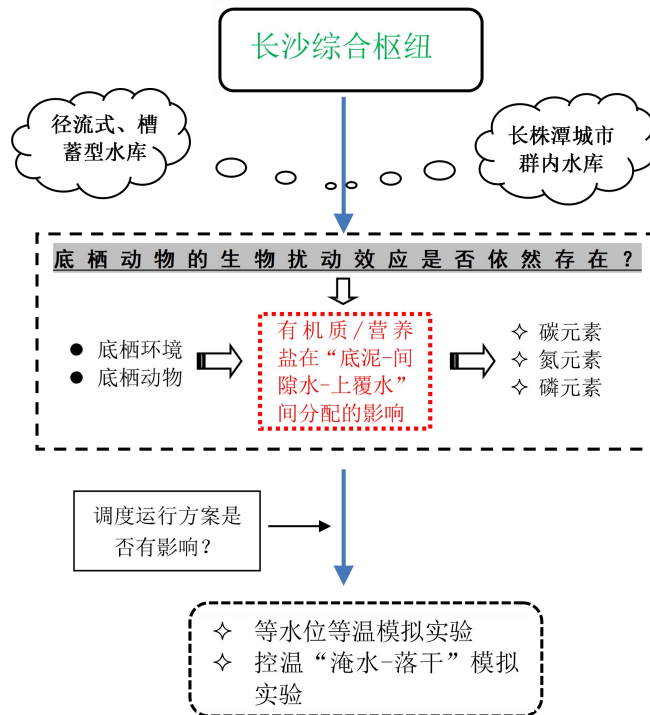 长沙综合枢纽
径流式、槽
蓄型水库
长株潭城市
群内水库
底栖动物的生物扰动效应是否依然存在？
● 底栖环境
● 底栖动物
有机质/营养
盐在“底泥-间
隙水-上覆水”
间分配的影响
✧ 碳元素
✧ 氮元素
✧ 磷元素
调度运行方案是
否有影响？
✧ 等水位等温模拟实验
✧ 控温“淹水-落干”模拟
实验